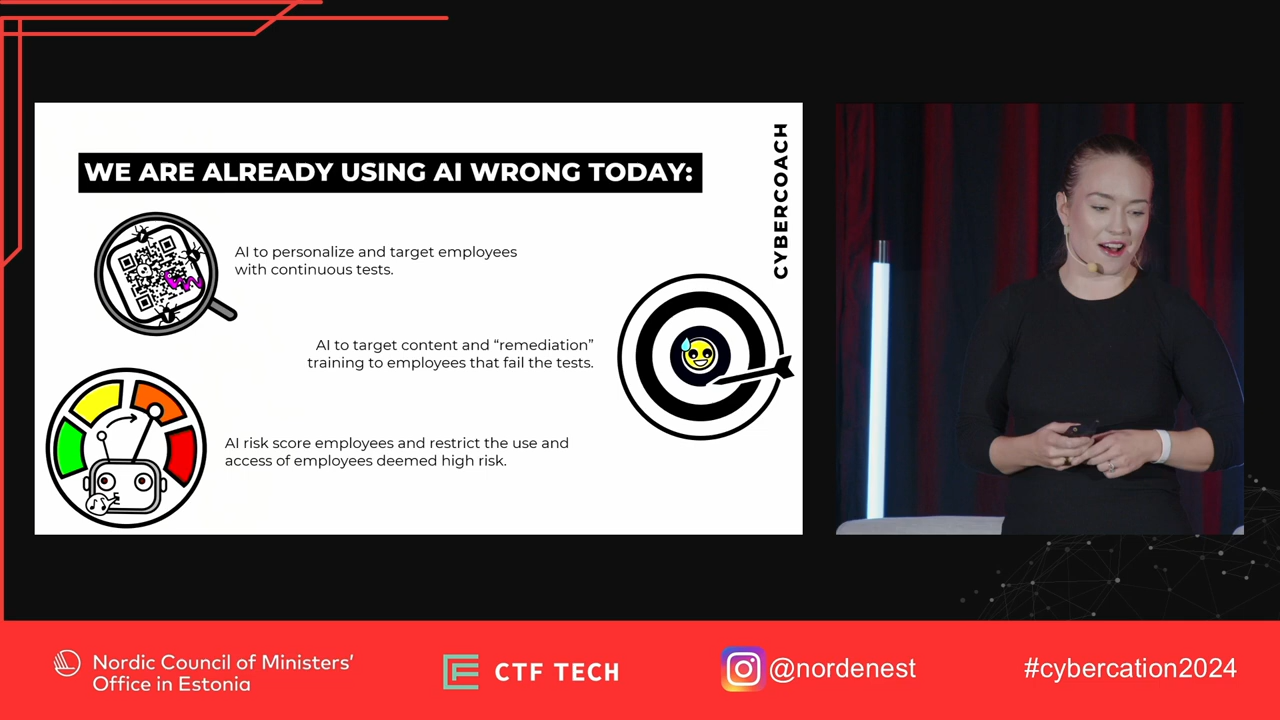 WE ARE ALREADY USING AI WRONG TODAY:
CYBERCOACH
AI to personalize and target employees
with continuous tests.
AI to target content and “remediation”
training to employees that fail the tests.
AI risk score employees and restrict the use and
access of employees deemed high risk.
Nordic Council of Ministers’
Office in Estonia
CTF TECH
@nordenest
#cybercation2024